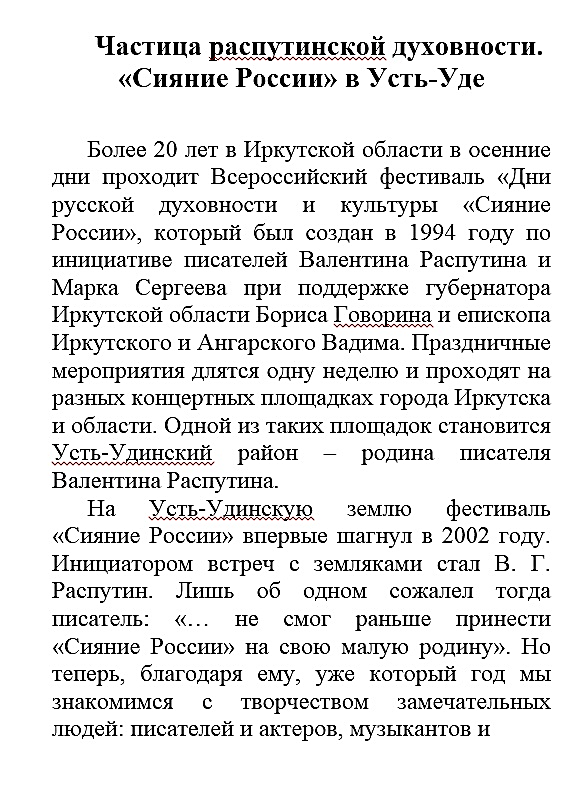 Частица распутинской духовности.
«Сияние России» в Усть-Уде
Более 20 лет в Иркутской области в осенние
дни проходит Всероссийский фестиваль «Дни
русской духовности и культуры «Сияние
России», который был создан в 1994 году по
инициативе писателей Валентина Распутина и
Марка Сергеева при поддержке губернатора
Иркутской области Бориса Говорина и епископа
Иркутского и Ангарского Вадима. Праздничные
мероприятия длятся одну неделю и проходят на
разных концертных площадках города Иркутска
и области. Одной из таких площадок становится
Усть-Удинский район – родина писателя
Валентина Распутина.
На Усть-Удинскую землю фестиваль
«Сияние России» впервые шагнул в 2002 году.
Инициатором встреч с земляками стал В. Г.
Распутин. Лишь об одном сожалел тогда
писатель: «… не смог раньше принести
«Сияние России» на свою малую родину». Но
теперь, благодаря ему, уже который год мы
знакомимся с творчеством замечательных
людей: писателей и актеров, музыкантов и